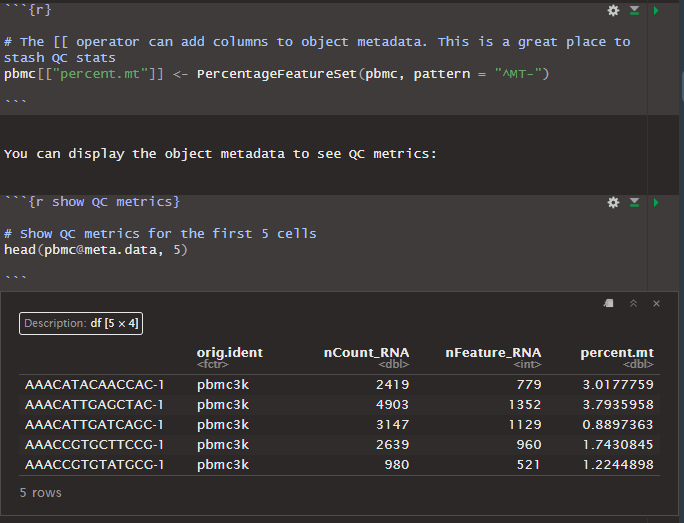 ```{r}
# The [[ operator can add columns to object metadata. This is a great place to
stash QC stats
pbmc[["percent.mt"]] <- PercentageFeatureSet(pbmc, pattern = "^MT-")
```
You can display the object metadata to see QC metrics:
```{r show QC metrics}
# Show QC metrics for the first 5 cells
head(pbmc@meta.data, 5)
```
Description: df [5 × 4]
orig.ident nCount_RNA nFeature_RNA percent.mt
<fctr> <dbl> <int> <dbl>
AAACATACAACCAC-1 pbmc3k 2419 779 3.0177759
AAACATTGAGCTAC-1 pbmc3k 4903 1352 3.7935958
AAACATTGATCAGC-1 pbmc3k 3147 1129 0.8897363
AAACCGTGCTTCCG-1 pbmc3k 2639 960 1.7430845
AAACCGTGTATGCG-1 pbmc3k 980 521 1.2244898
5 rows